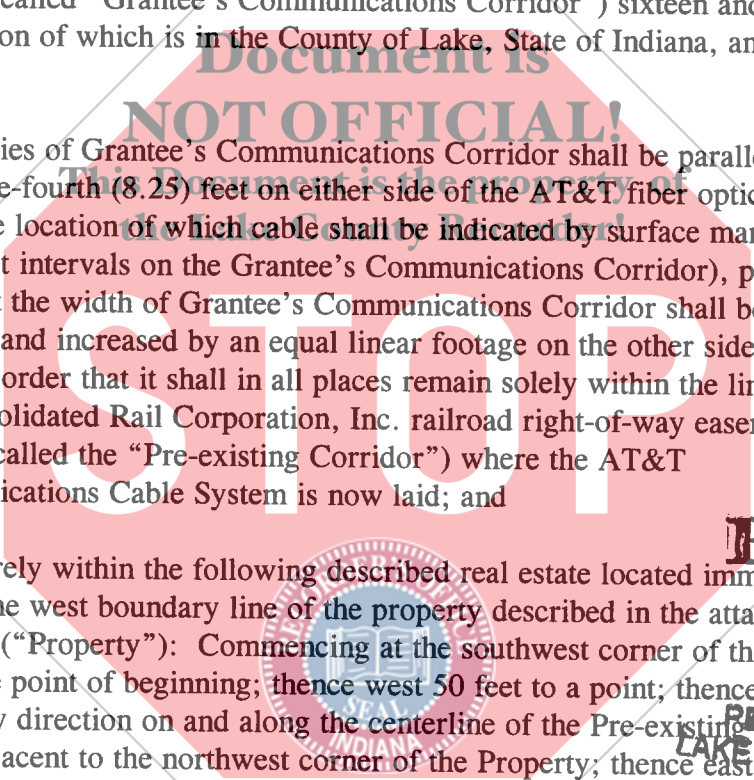 called "Grantee's Communications Corridor") sixteen and
on of which is in the County of Lake, State of Indiana, an
Document is
NOT OFFICIAL!
ies of Grantee's Communications Corridor shall be paralle
This Document is the property of
e-fourth (8.25) feet on either side of the AT&T fiber optic
the Lake County Recorder!
e location of which cable shall be indicated by surface mar
t intervals on the Grantee's Communications Corridor), p
t the width of Grantee's Communications Corridor shall be
and increased by an equal linear footage on the other side
order that it shall in all places remain solely within the lin
olidated Rail Corporation, Inc. railroad right-of-way easer
called the "Pre-existing Corridor") where the AT&T
ications Cable System is now laid; and
STOP
rely within the following described real estate located imm
ne west boundary line of the property described in the atta
("Property"): Commencing at the southwest corner of th
e point of beginning; thence west 50 feet to a point; thence
y direction on and along the centerline of the Pre-existing
acent to the northwest corner of the Property; thence east
RECORDER'S OFFICE
SEAL
INDIANA
LAKE